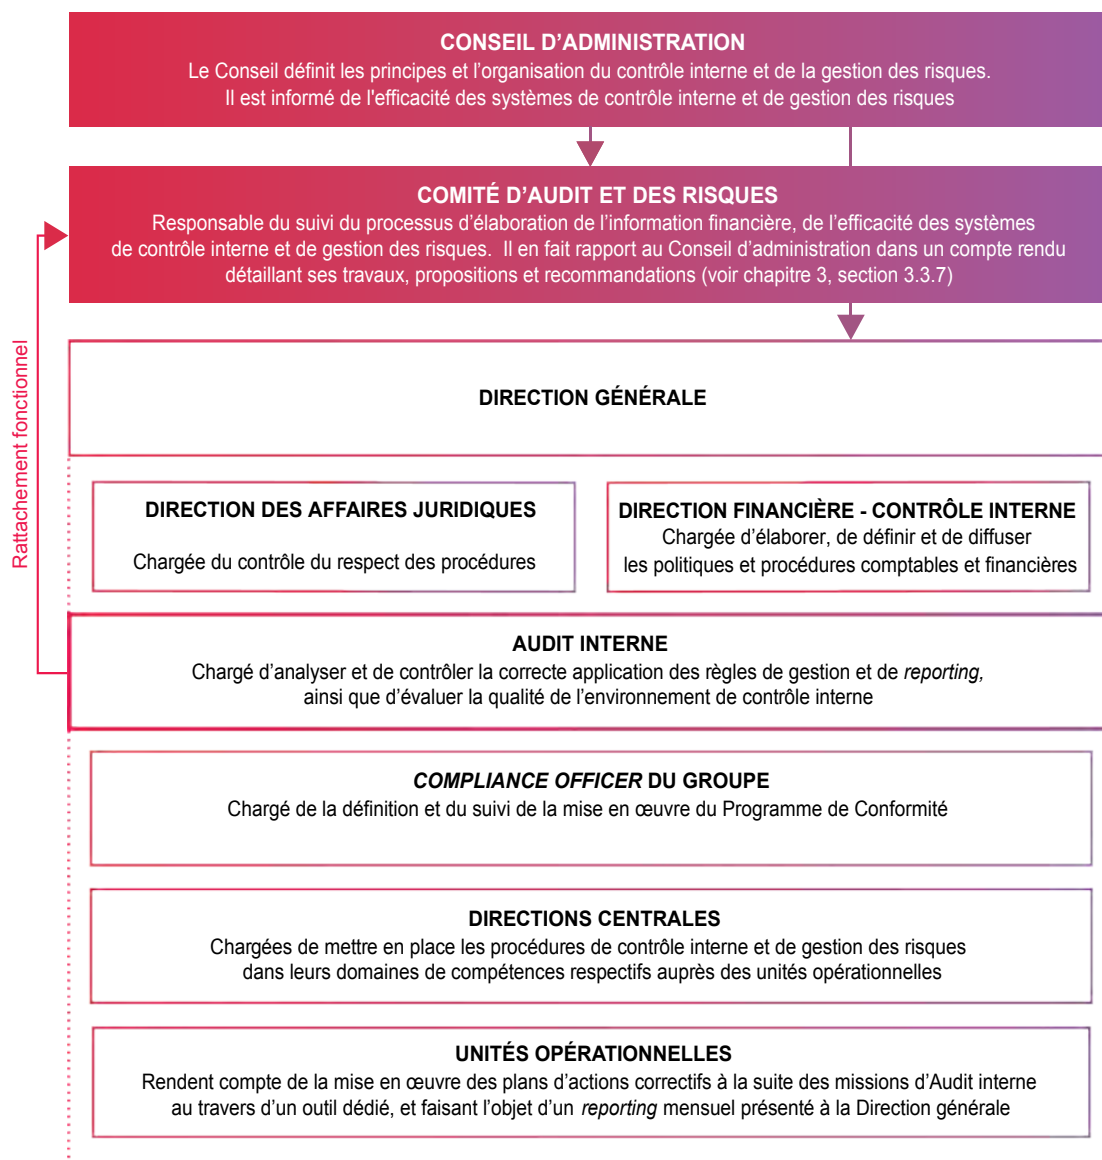 CONSEIL D’ADMINISTRATION
Le Conseil définit les principes et l’organisation du contrôle interne et de la gestion des risques.
Il est informé de l'efficacité des systèmes de contrôle interne et de gestion des risques
COMITÉ D’AUDIT ET DES RISQUES
Responsable du suivi du processus d’élaboration de l’information financière, de l’efficacité des systèmes
de contrôle interne et de gestion des risques. Il en fait rapport au Conseil d’administration dans un compte rendu
détaillant ses travaux, propositions et recommandations (voir chapitre 3, section 3.3.7)
Rattachement fonctionnel
DIRECTION GÉNÉRALE
DIRECTION DES AFFAIRES JURIDIQUES
Chargée du contrôle du respect des procédures
DIRECTION FINANCIÈRE - CONTRÔLE INTERNE
Chargée d’élaborer, de définir et de diffuser
les politiques et procédures comptables et financières
AUDIT INTERNE
Chargé d’analyser et de contrôler la correcte application des règles de gestion et de reporting,
ainsi que d’évaluer la qualité de l’environnement de contrôle interne
COMPLIANCE OFFICER DU GROUPE
Chargé de la définition et du suivi de la mise en œuvre du Programme de Conformité
DIRECTIONS CENTRALES
Chargées de mettre en place les procédures de contrôle interne et de gestion des risques
dans leurs domaines de compétences respectifs auprès des unités opérationnelles
UNITÉS OPÉRATIONNELLES
Rendent compte de la mise en œuvre des plans d’actions correctifs à la suite des missions d’Audit interne
au travers d’un outil dédié, et faisant l’objet d’un reporting mensuel présenté à la Direction générale